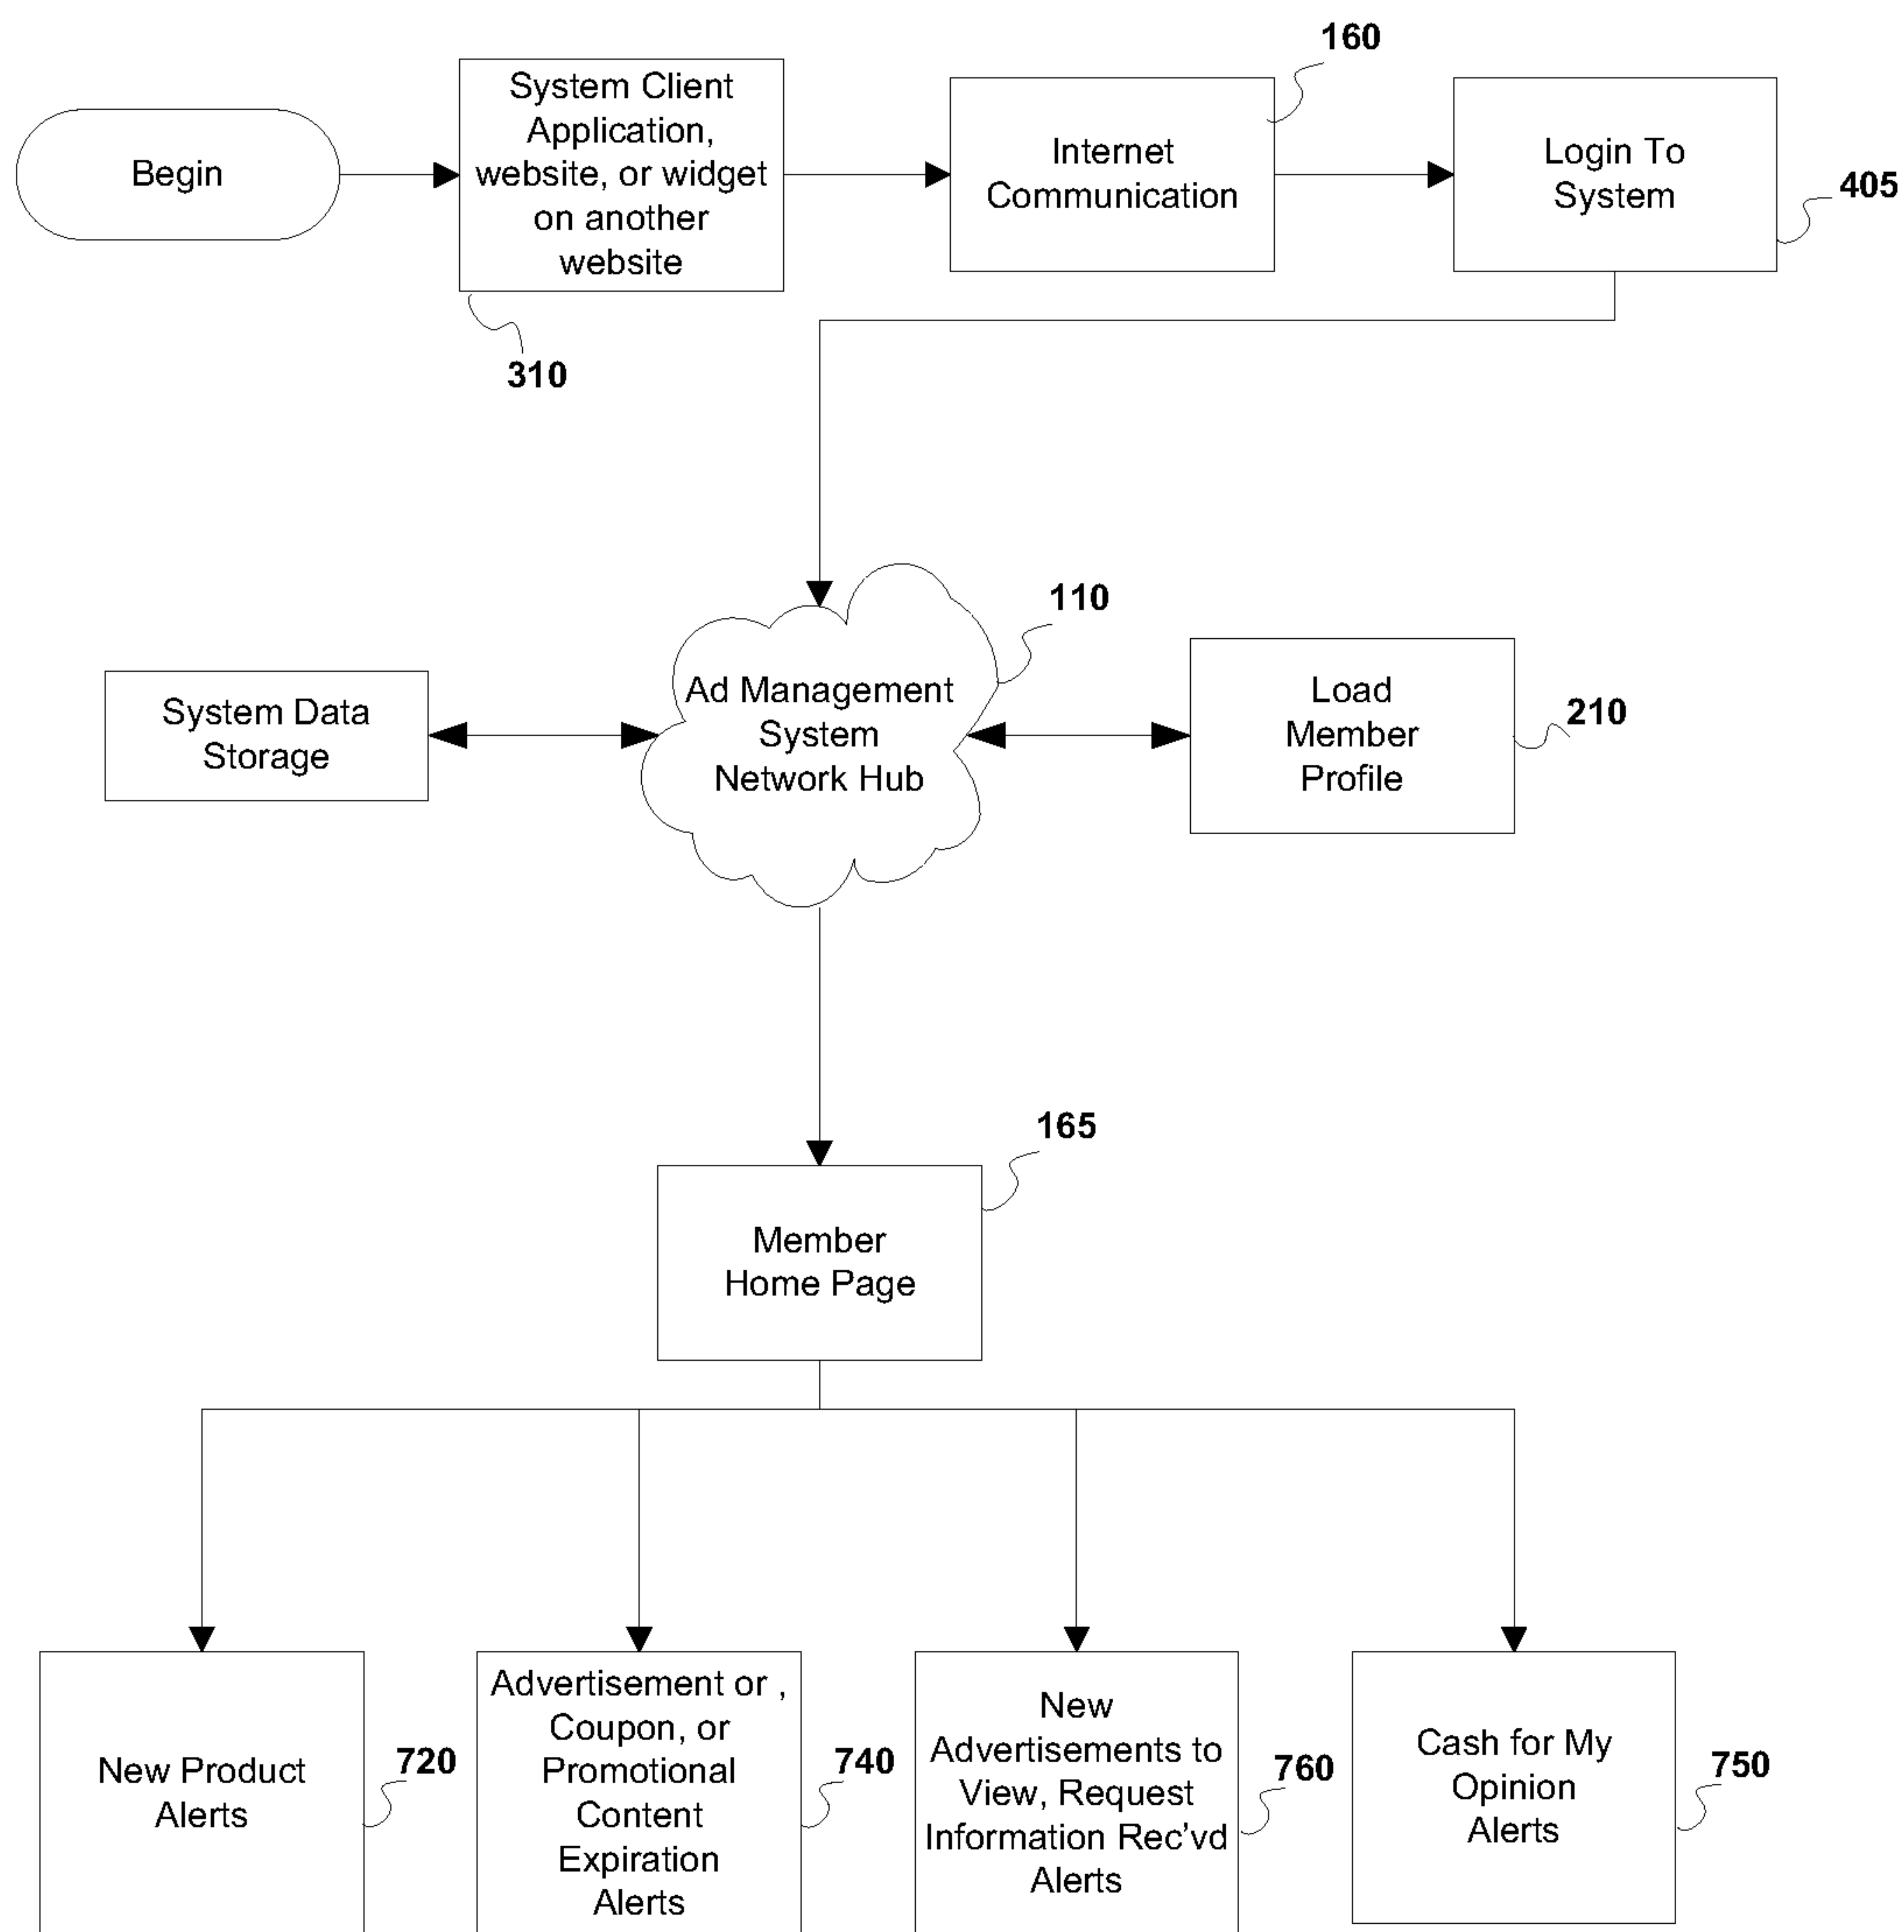 160
System Client
Application,
website, or widget
on another
website
Begin
Internet
Communication
Login To
System
405
310
110
Ad Management
System
Network Hub
System Data
Storage
Load
Member
Profile
210
165
Member
Home Page
New Product
Alerts
720
Advertisement or ,
Coupon, or
Promotional
Content
Expiration
Alerts
740
New
Advertisements to
View, Request
Information Rec'vd
Alerts
760
Cash for My
Opinion
Alerts
750